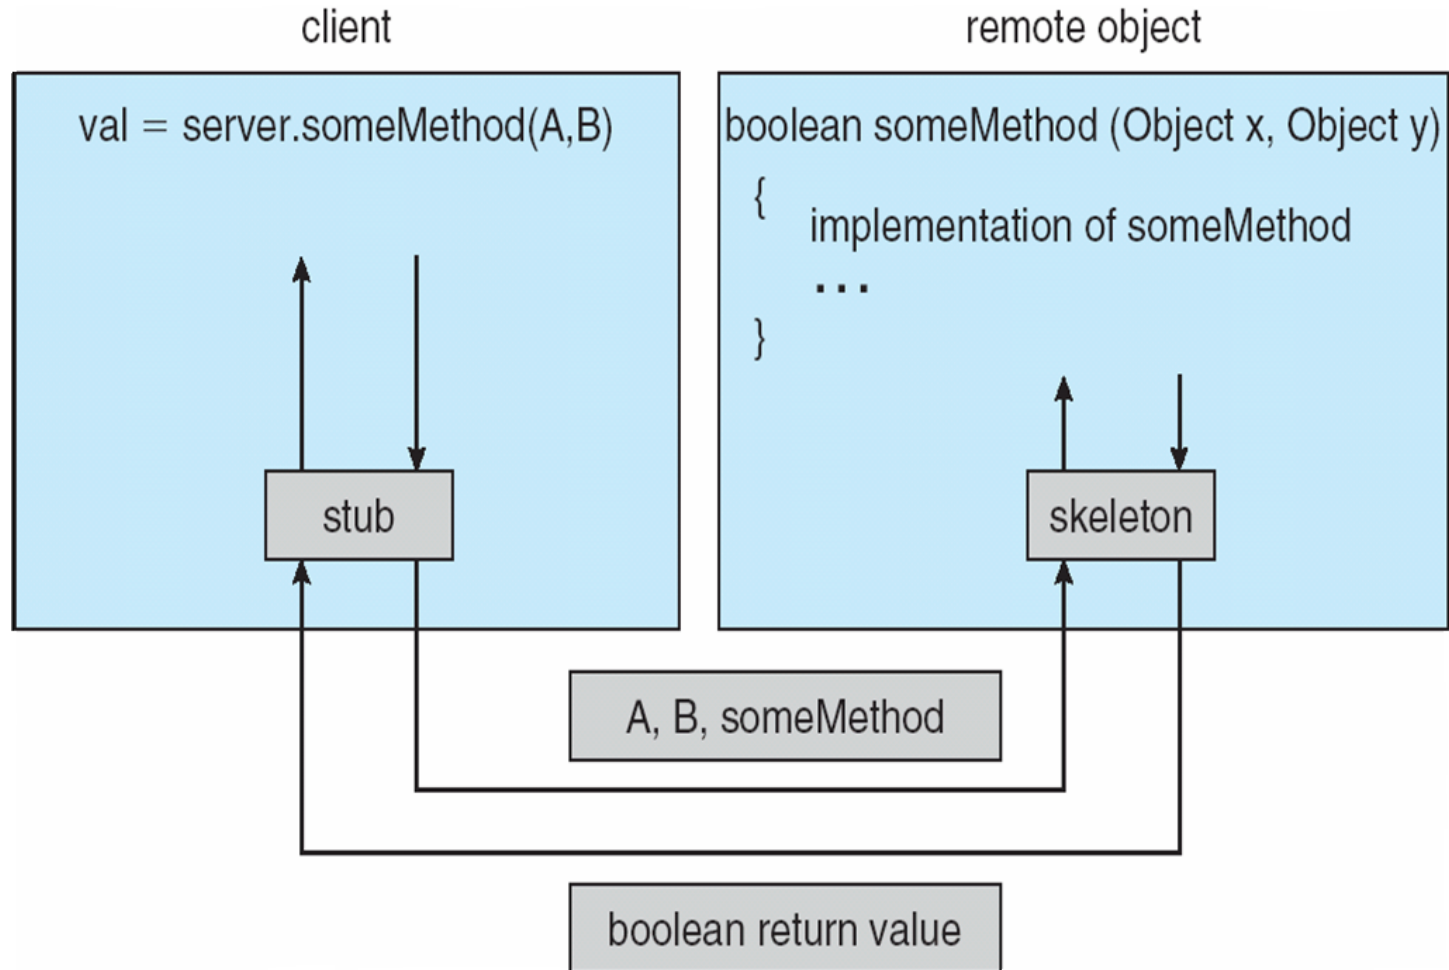 client
remote object
val = server.someMethod(A,B)
boolean someMethod (Object x, Object y)
{
implementation of someMethod
...
}
stub
skeleton
A, B, someMethod
boolean return value